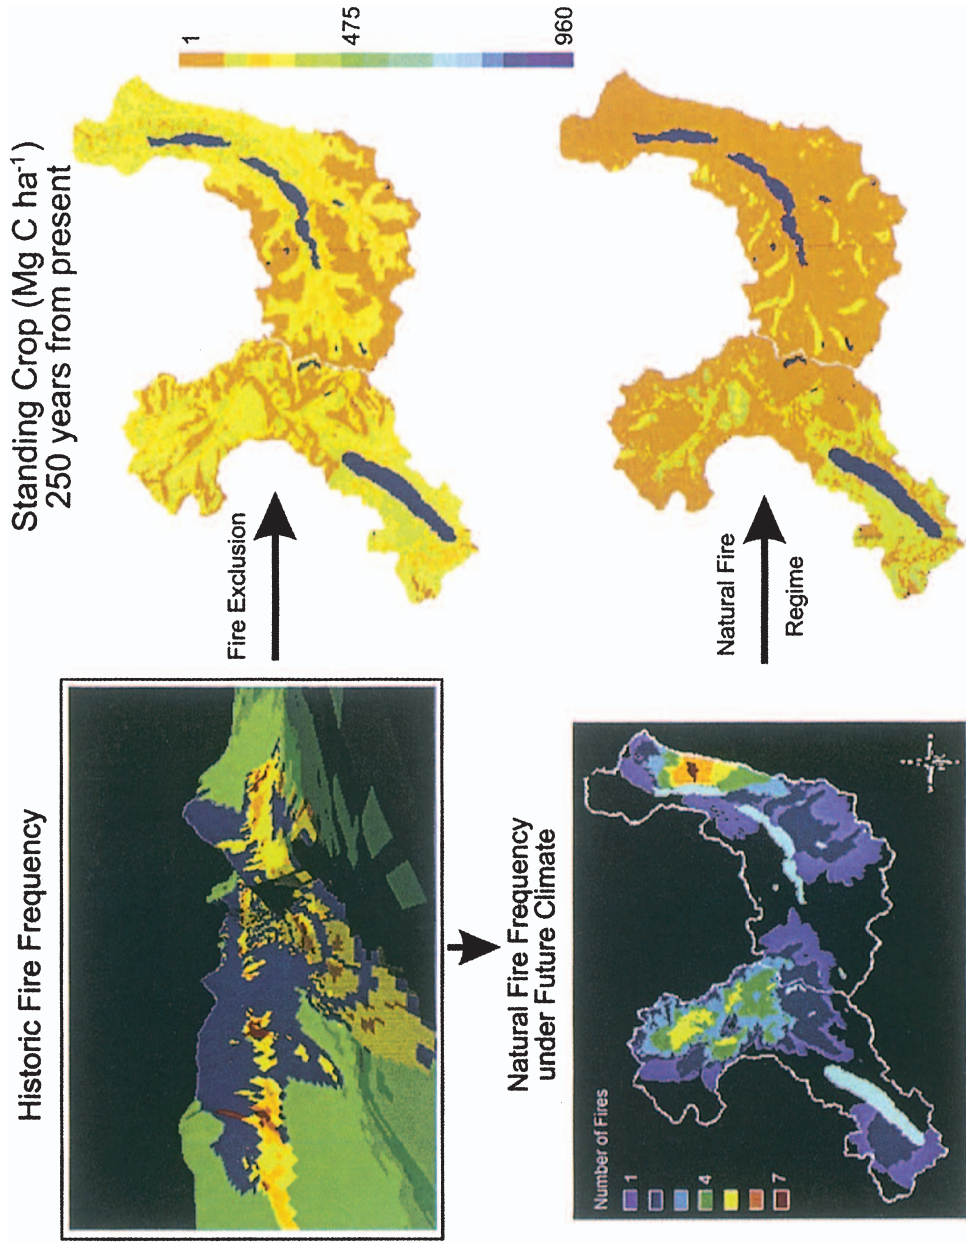 Standing Crop (Mg C ha⁻¹)
250 years from present
1
475
960
Historic Fire Frequency
Fire Exclusion
Natural Fire Frequency
under Future Climate
Natural Fire
Regime
Number of Fires
1
4
7